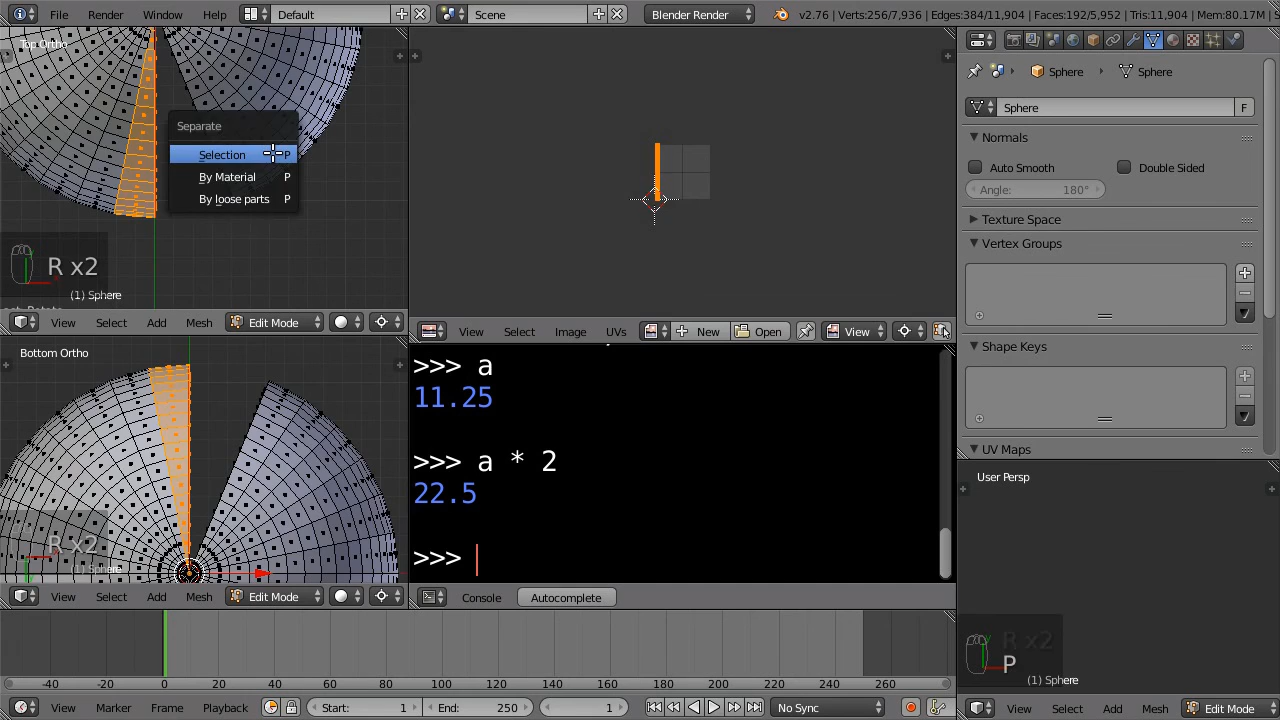 File Render Window Help Default Scene Blender Render v2.76 | Verts:256/7,936 | Edges:384/11,904 | Faces:192/5,952 | Tris:11,904 | Mem:80.17M |
Top Ortho
Separate
Selection P
By Material P
By loose parts P
R x2
(1) Sphere
View Select Add Mesh Edit Mode
Bottom Ortho
R x2
(1) Sphere
View Select Add Mesh Edit Mode
View Select Image UVs New Open View
>>> a
11.25
>>> a * 2
22.5
>>>
Console Autocomplete
Sphere Sphere
Sphere F
Normals
Auto Smooth Double Sided
Angle: 180°
Texture Space
Vertex Groups
Shape Keys
UV Maps
User Persp
R x2
P
(1) Sphere
View Select Add Mesh Edit Mode
-40 -20 0 20 40 60 80 100 120 140 160 180 200 220 240 260
View Marker Frame Playback Start: 1 End: 250 1 No Sync